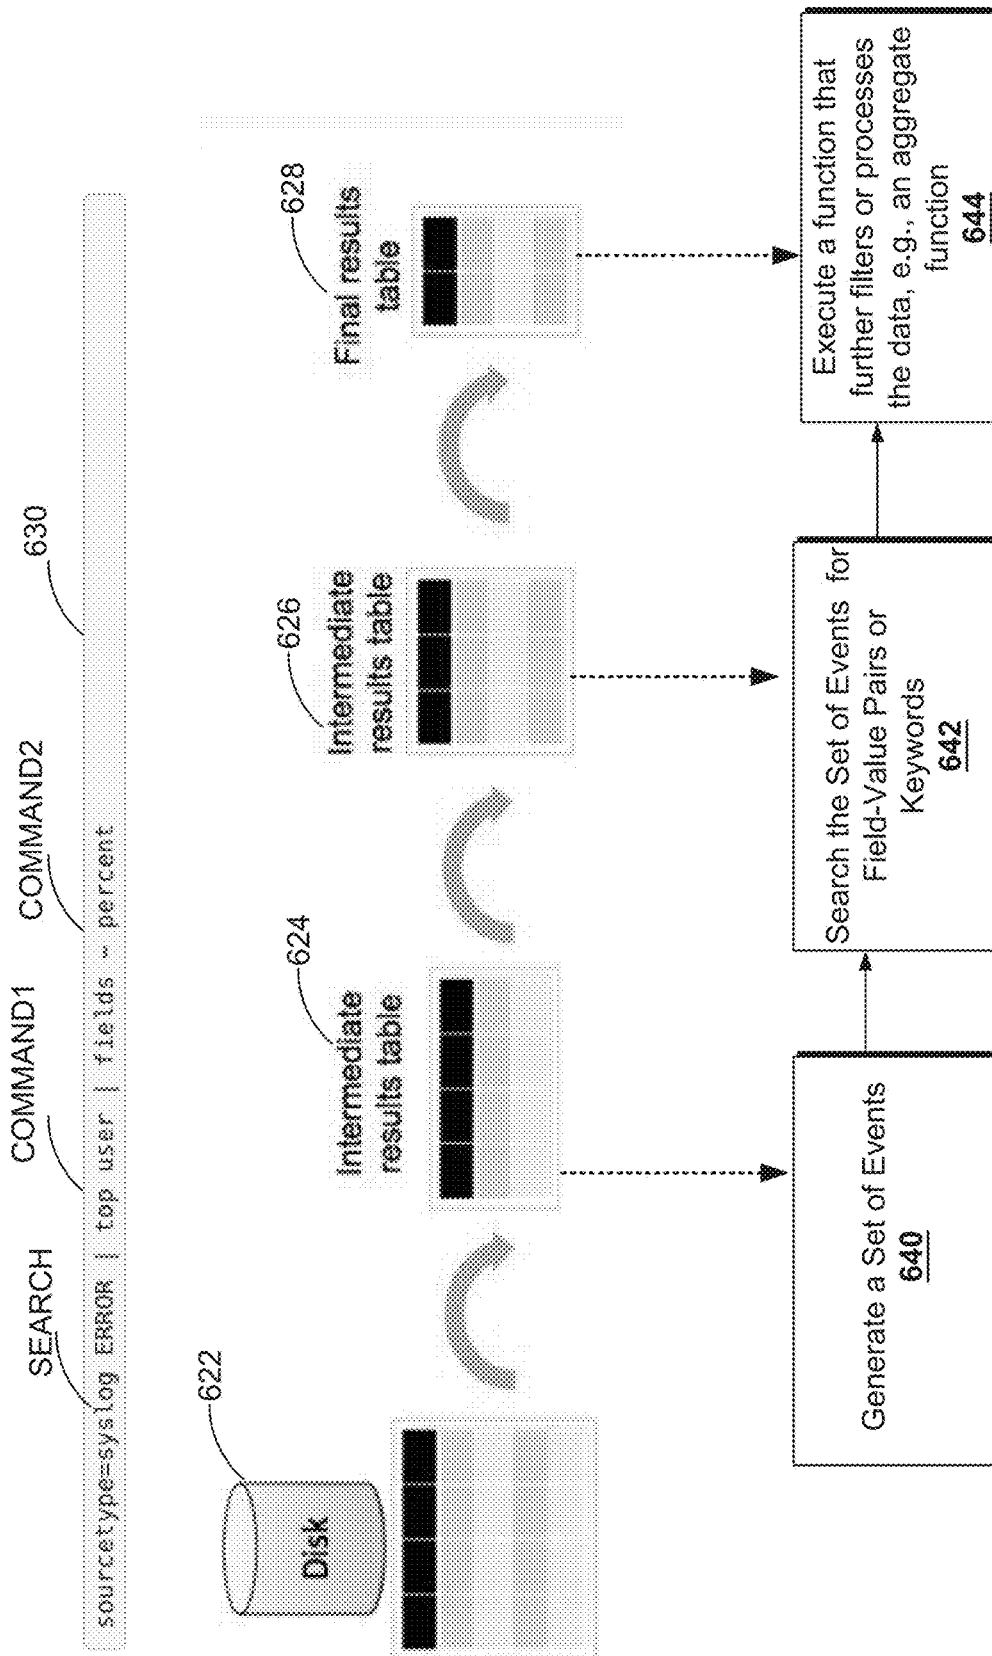 SEARCH
COMMAND1
COMMAND2
630
sourcetype=syslog ERROR | top user | fields – percent
622
Disk
624
Intermediate
results table
626
Intermediate
results table
628
Final results
table
Generate a Set of Events
640
Search the Set of Events for
Field-Value Pairs or
Keywords
642
Execute a function that
further filters or processes
the data, e.g., an aggregate
function
644